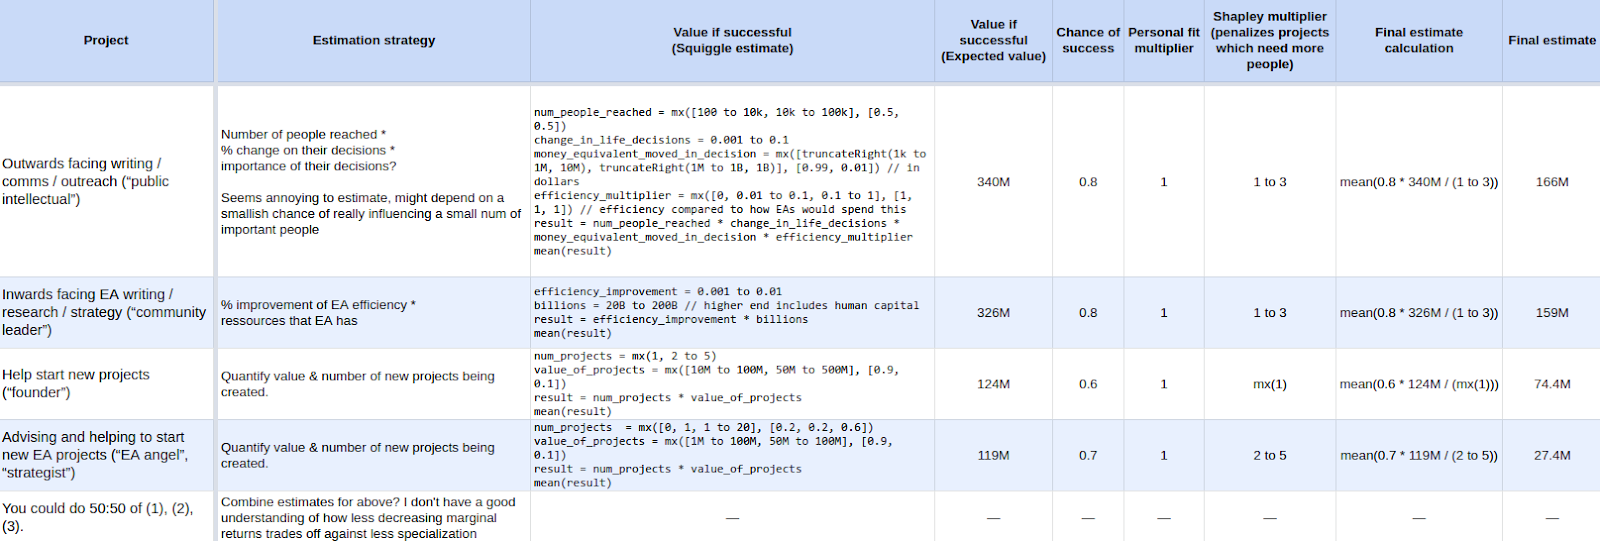 Project
Estimation strategy
Value if successful
(Squiggle estimate)
Value if
successful
(Expected value)
Chance of
success
Personal fit
multiplier
Shapley multiplier
(penalizes projects
which need more
people)
Final estimate
calculation
Final estimate
Outwards facing writing /
comms / outreach (“public
intellectual”)
Number of people reached *
% change on their decisions *
importance of their decisions?
Seems annoying to estimate, might depend on a
smallish chance of really influencing a small num of
important people
num_people_reached = mx([100 to 10k, 10k to 100k], [0.5,
0.5])
change_in_life_decisions = 0.001 to 0.1
money_equivalent_moved_in_decision = mx([truncateRight(1k to
1M, 10M), truncateRight(1M to 1B, 1B)], [0.99, 0.01]) // in
dollars
efficiency_multiplier = mx([0, 0.01 to 0.1, 0.1 to 1], [1,
1, 1]) // efficiency compared to how EAs would spend this
result = num_people_reached * change_in_life_decisions *
money_equivalent_moved_in_decision * efficiency_multiplier
mean(result)
340M
0.8
1
1 to 3
mean(0.8 * 340M / (1 to 3))
166M
Inwards facing EA writing /
research / strategy (“community
leader”)
% improvement of EA efficiency *
ressources that EA has
efficiency_improvement = 0.001 to 0.01
billions = 20B to 200B // higher end includes human capital
result = efficiency_improvement * billions
mean(result)
326M
0.8
1
1 to 3
mean(0.8 * 326M / (1 to 3))
159M
Help start new projects
(“founder”)
Quantify value & number of new projects being
created.
num_projects = mx(1, 2 to 5)
value_of_projects = mx([10M to 100M, 50M to 500M], [0.9,
0.1])
result = num_projects * value_of_projects
mean(result)
124M
0.6
1
mx(1)
mean(0.6 * 124M / (mx(1)))
74.4M
Advising and helping to start
new EA projects (“EA angel”,
“strategist”)
Quantify value & number of new projects being
created.
num_projects  = mx([0, 1, 1 to 20], [0.2, 0.2, 0.6])
value_of_projects = mx([1M to 100M, 50M to 100M], [0.9,
0.1])
result = num_projects * value_of_projects
mean(result)
119M
0.7
1
2 to 5
mean(0.7 * 119M / (2 to 5))
27.4M
You could do 50:50 of (1), (2),
(3).
Combine estimates for above? I don't have a good
understanding of how less decreasing marginal
returns trades off against less specialization
—
—
—
—
—
—
—